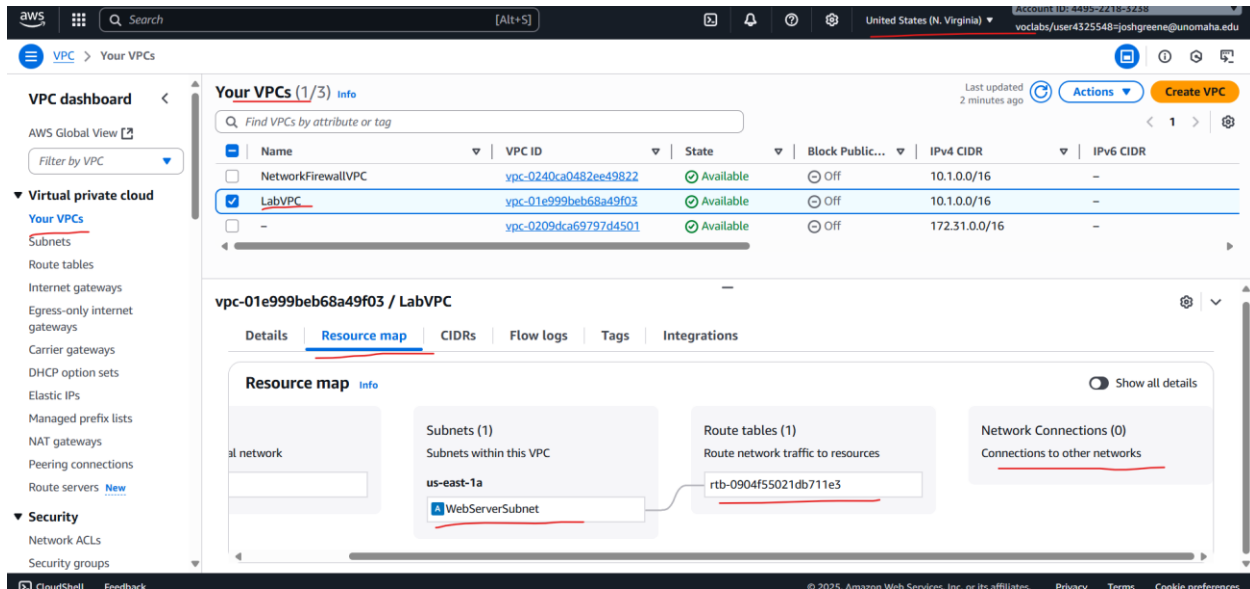 aws Search [Alt+S] United States (N. Virginia) ▼
Account ID: 4495-2218-3238
voclabs/user4325548=joshgreene@unomaha.edu
VPC > Your VPCs
VPC dashboard
AWS Global View
Filter by VPC
Virtual private cloud
Your VPCs
Subnets
Route tables
Internet gateways
Egress-only internet
gateways
Carrier gateways
DHCP option sets
Elastic IPs
Managed prefix lists
NAT gateways
Peering connections
Route servers New
Security
Network ACLs
Security groups
Your VPCs (1/3) Info
Last updated
2 minutes ago
Actions
Create VPC
Find VPCs by attribute or tag
1
Name VPC ID State Block Public... IPv4 CIDR IPv6 CIDR
NetworkFirewallVPC vpc-0240ca0482ee49822 Available Off 10.1.0.0/16 –
LabVPC vpc-01e999beb68a49f03 Available Off 10.1.0.0/16 –
– vpc-0209dca69797d4501 Available Off 172.31.0.0/16 –
vpc-01e999beb68a49f03 / LabVPC
Details Resource map CIDRs Flow logs Tags Integrations
Resource map Info
Show all details
al network
Subnets (1)
Subnets within this VPC
us-east-1a
A WebServerSubnet
Route tables (1)
Route network traffic to resources
rtb-0904f55021db711e3
Network Connections (0)
Connections to other networks
CloudShell Feedback © 2025, Amazon Web Services, Inc. or its affiliates. Privacy Terms Cookie preferences